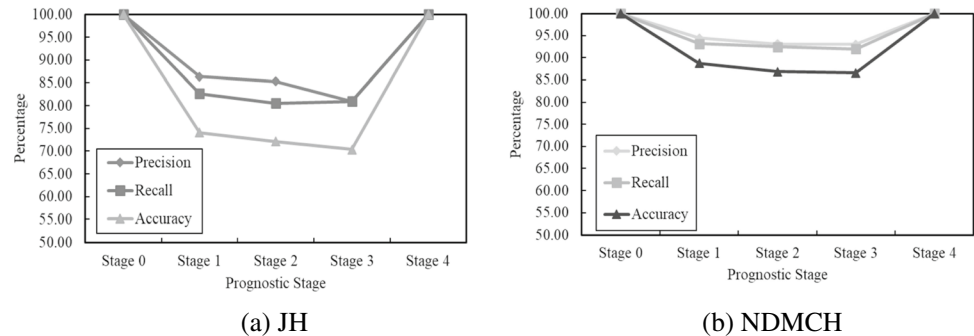 100.00
95.00
90.00
85.00
80.00
75.00
70.00
65.00
60.00
55.00
50.00
Percentage
Precision
Recall
Accuracy
Stage 0 Stage 1 Stage 2 Stage 3 Stage 4
Prognostic Stage
(a) JH
100.00
95.00
90.00
85.00
80.00
75.00
70.00
65.00
60.00
55.00
50.00
Percentage
Precision
Recall
Accuracy
Stage 0 Stage 1 Stage 2 Stage 3 Stage 4
Prognostic Stage
(b) NDMCH